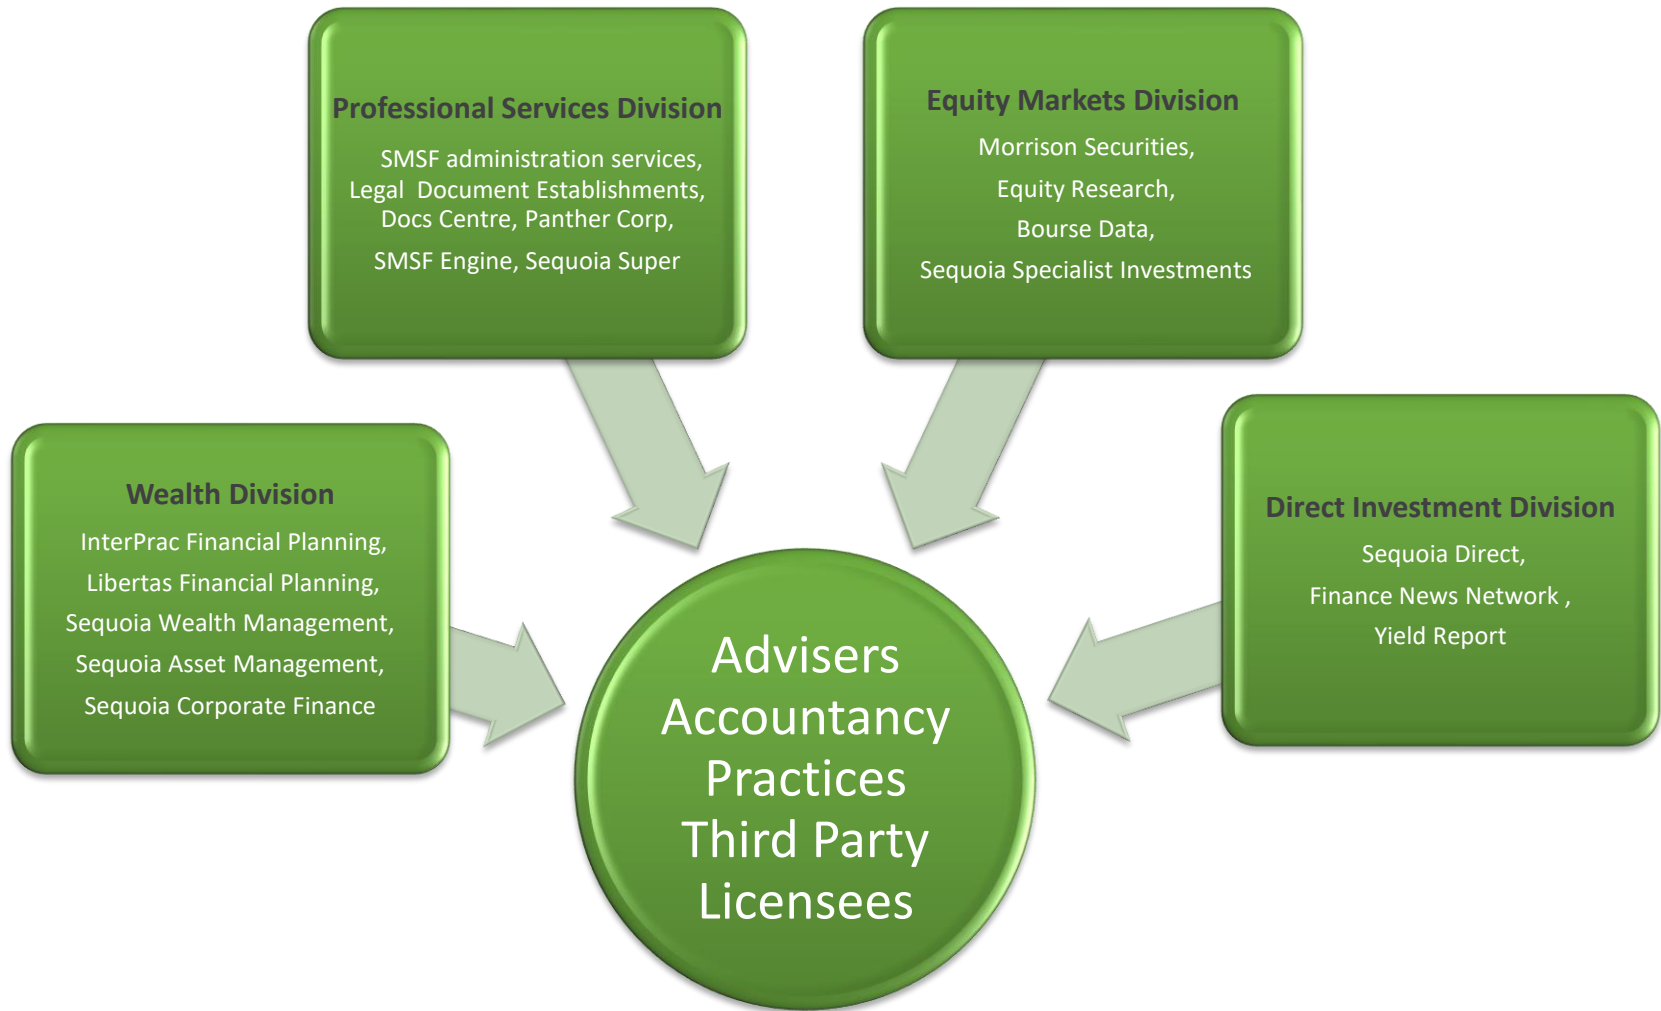 Professional Services Division
SMSF administration services,
Legal  Document Establishments,
Docs Centre, Panther Corp,
SMSF Engine, Sequoia Super
Equity Markets Division
Morrison Securities,
Equity Research,
Bourse Data,
Sequoia Specialist Investments
Wealth Division
InterPrac Financial Planning,
Libertas Financial Planning,
Sequoia Wealth Management,
Sequoia Asset Management,
Sequoia Corporate Finance
Direct Investment Division
Sequoia Direct,
Finance News Network ,
Yield Report
Advisers
Accountancy
Practices
Third Party
Licensees